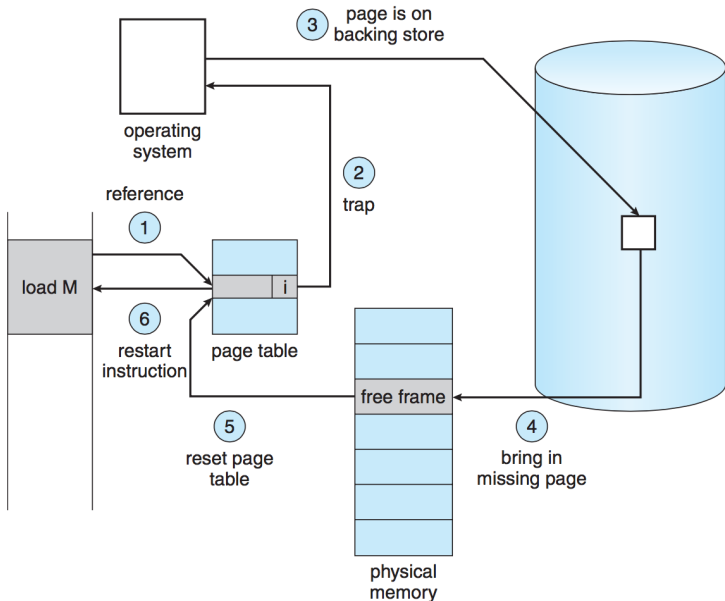 3
page is on
backing store
operating
system
2
trap
reference
1
load M
i
6
restart
instruction
page table
free frame
5
reset page
table
4
bring in
missing page
physical
memory